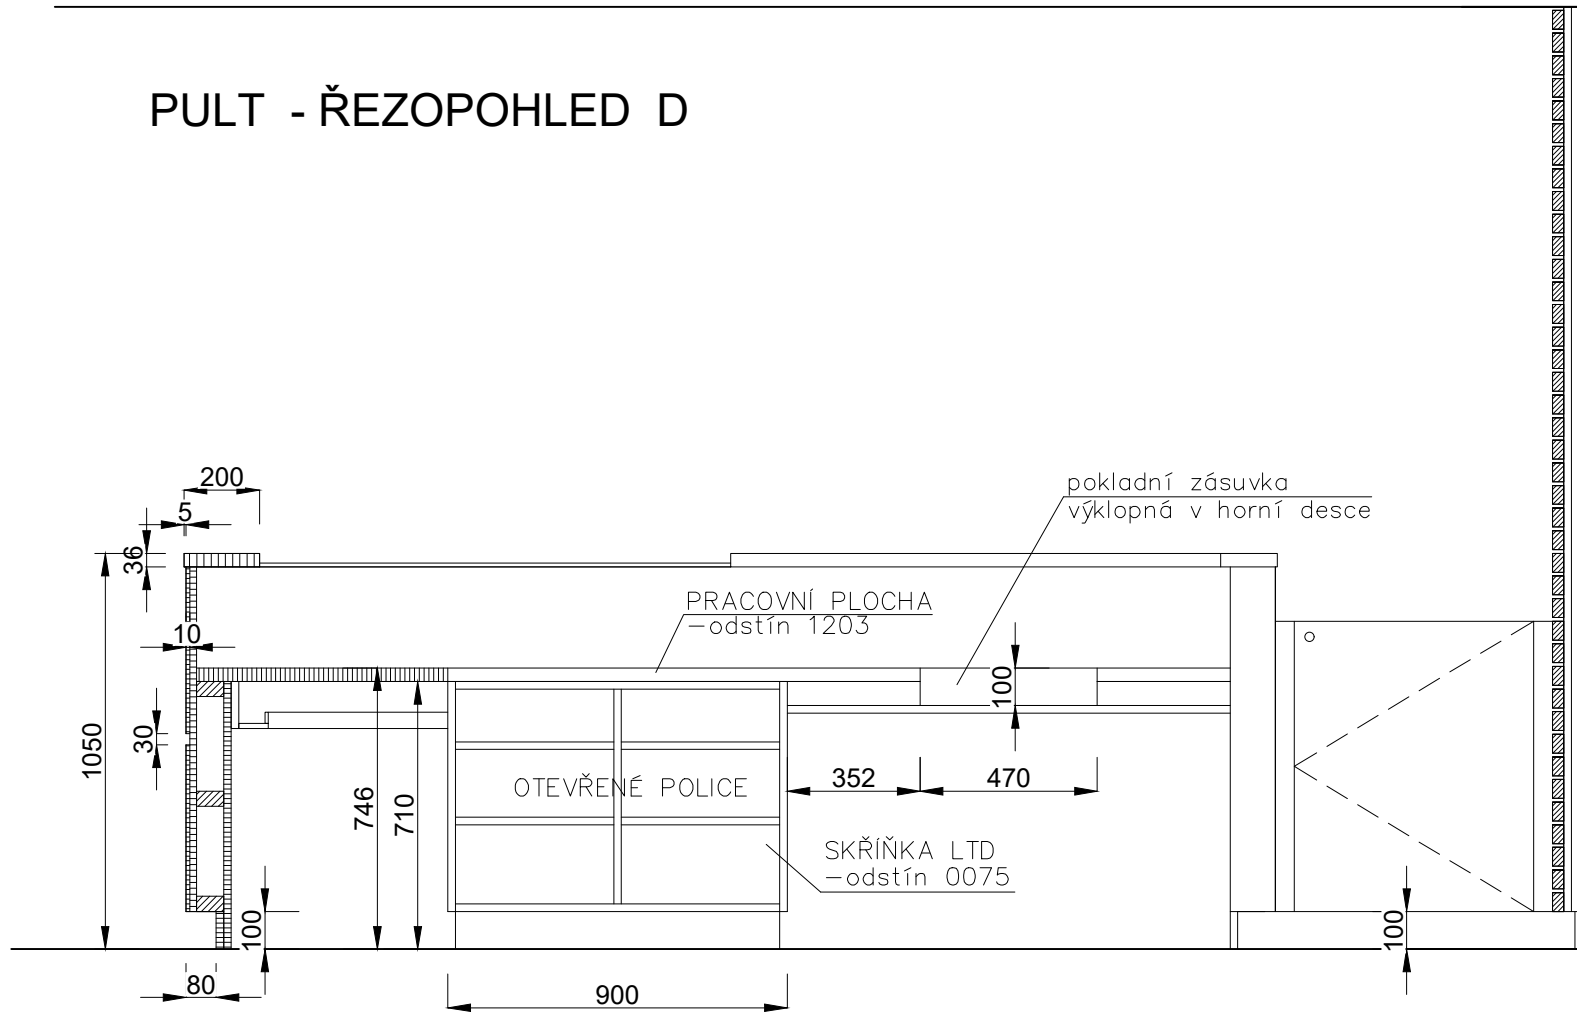 PULT - ŘEZOPOHLED D
200
5
36
pokladní zásuvka
výklopná v horní desce
PRACOVNÍ PLOCHA
-odstín 1203
10
100
1050
30
OTEVŘENÉ POLICE
352
470
746
710
SKŘÍŇKA LTD
-odstín 0075
100
100
80
900